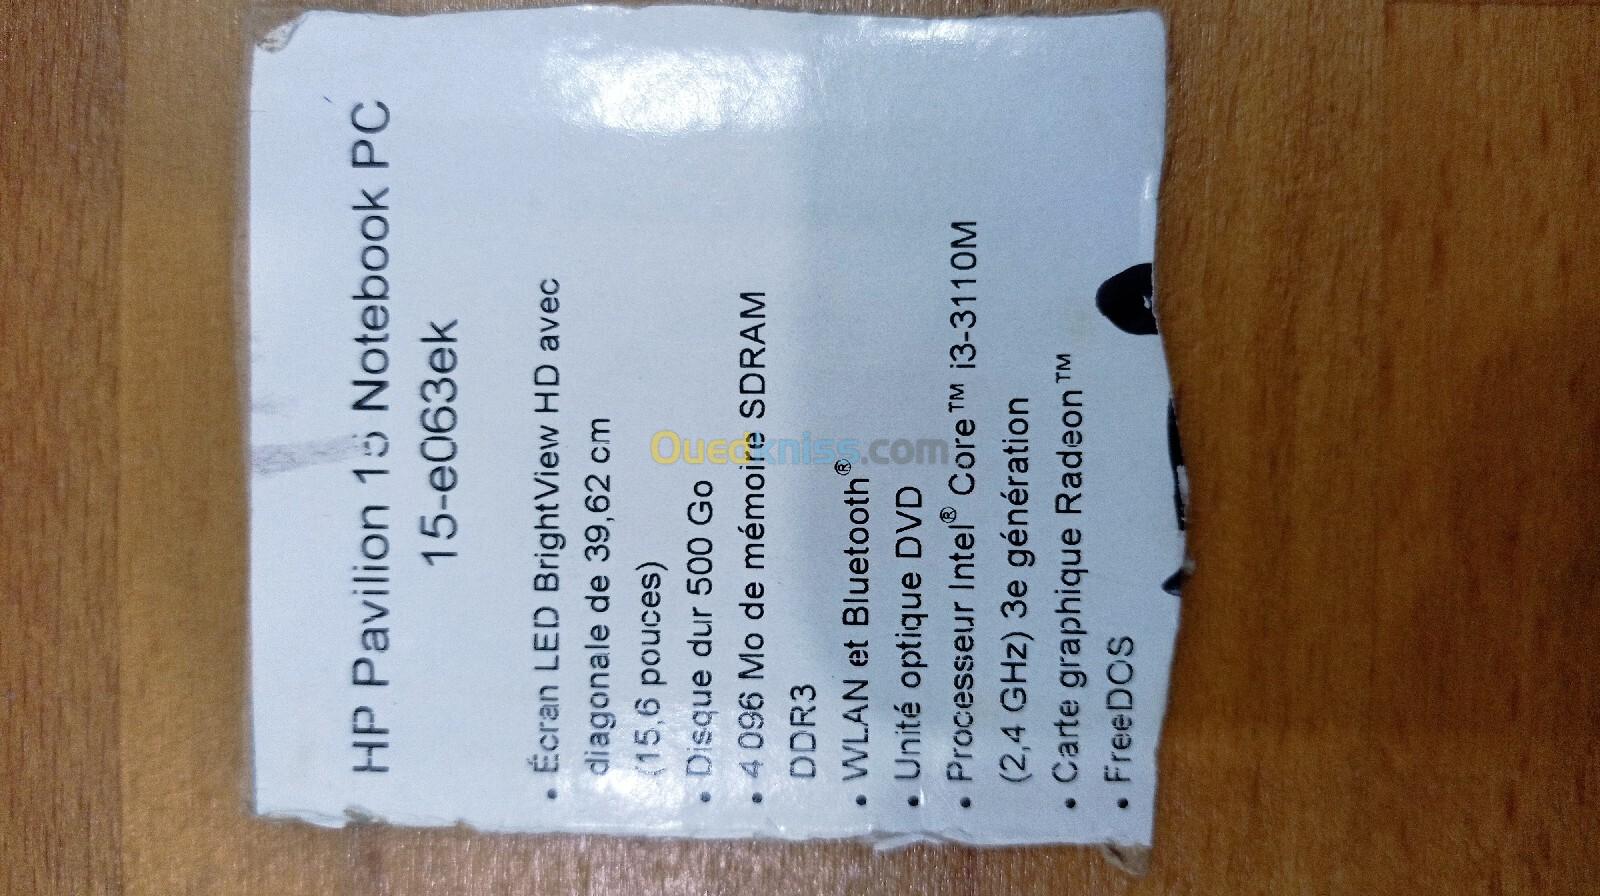 HP Pavilion 15 Notebook PC
15-e063ek
• Écran LED BrightView HD avec
diagonale de 39,62 cm
(15,6 pouces)
• Disque dur 500 Go
• 4 096 Mo de mémoire SDRAM
DDR3
• WLAN et Bluetooth®
• Unité optique DVD
• Processeur Intel® Core™ i3-3110M
(2,4 GHz) 3e génération
• Carte graphique Radeon™
• FreeDOS
Ouedkniss.com